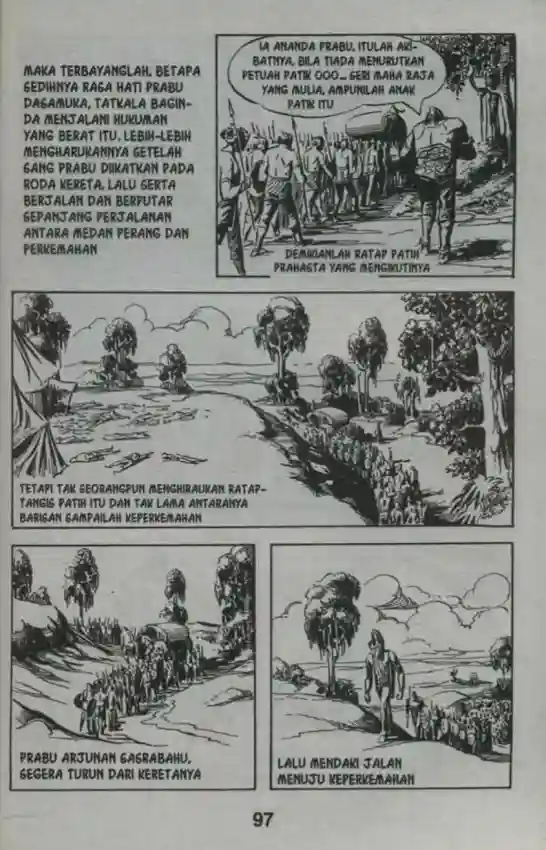 MAKA TERBAYANGLAH, BETAPA
SEDIHNYA RASA HATI PRABU
DASAMUKA, TATKALA BAGIN-
DA MENJALANI HUKUMAN
YANG BERAT ITU. LEBIH-LEBIH
MENGHARUKANNYA SETELAH
SANG PRABU DIIKATKAN PADA
RODA KERETA, LALU SERTA
BERJALAN DAN BERPUTAR
SEPANJANG PERJALANAN
ANTARA MEDAN PERANG DAN
PERKEMAHAN
IA ANANDA PRABU, ITULAH AKI-
BATNYA, BILA TIADA MENURUTKAN
PETUAH PATIK OOO... SERI MAHA RAJA
YANG MULIA, AMPUNILAH ANAK
PATIK ITU
DEMIKIANLAH RATAP PATIH
PRAHASTA YANG MENGIKUTINYA
TETAPI TAK SEORANGPUN MENGHIRAUKAN RATAP-
TANGIS PATIH ITU DAN TAK LAMA ANTARANYA
BARISAN SAMPAILAH KEPERKEMAHAN
PRABU ARJUNAN SASRABAHU,
SEGERA TURUN DARI KERETANYA
LALU MENDAKI JALAN
MENUJU KEPERKEMAHAN
97